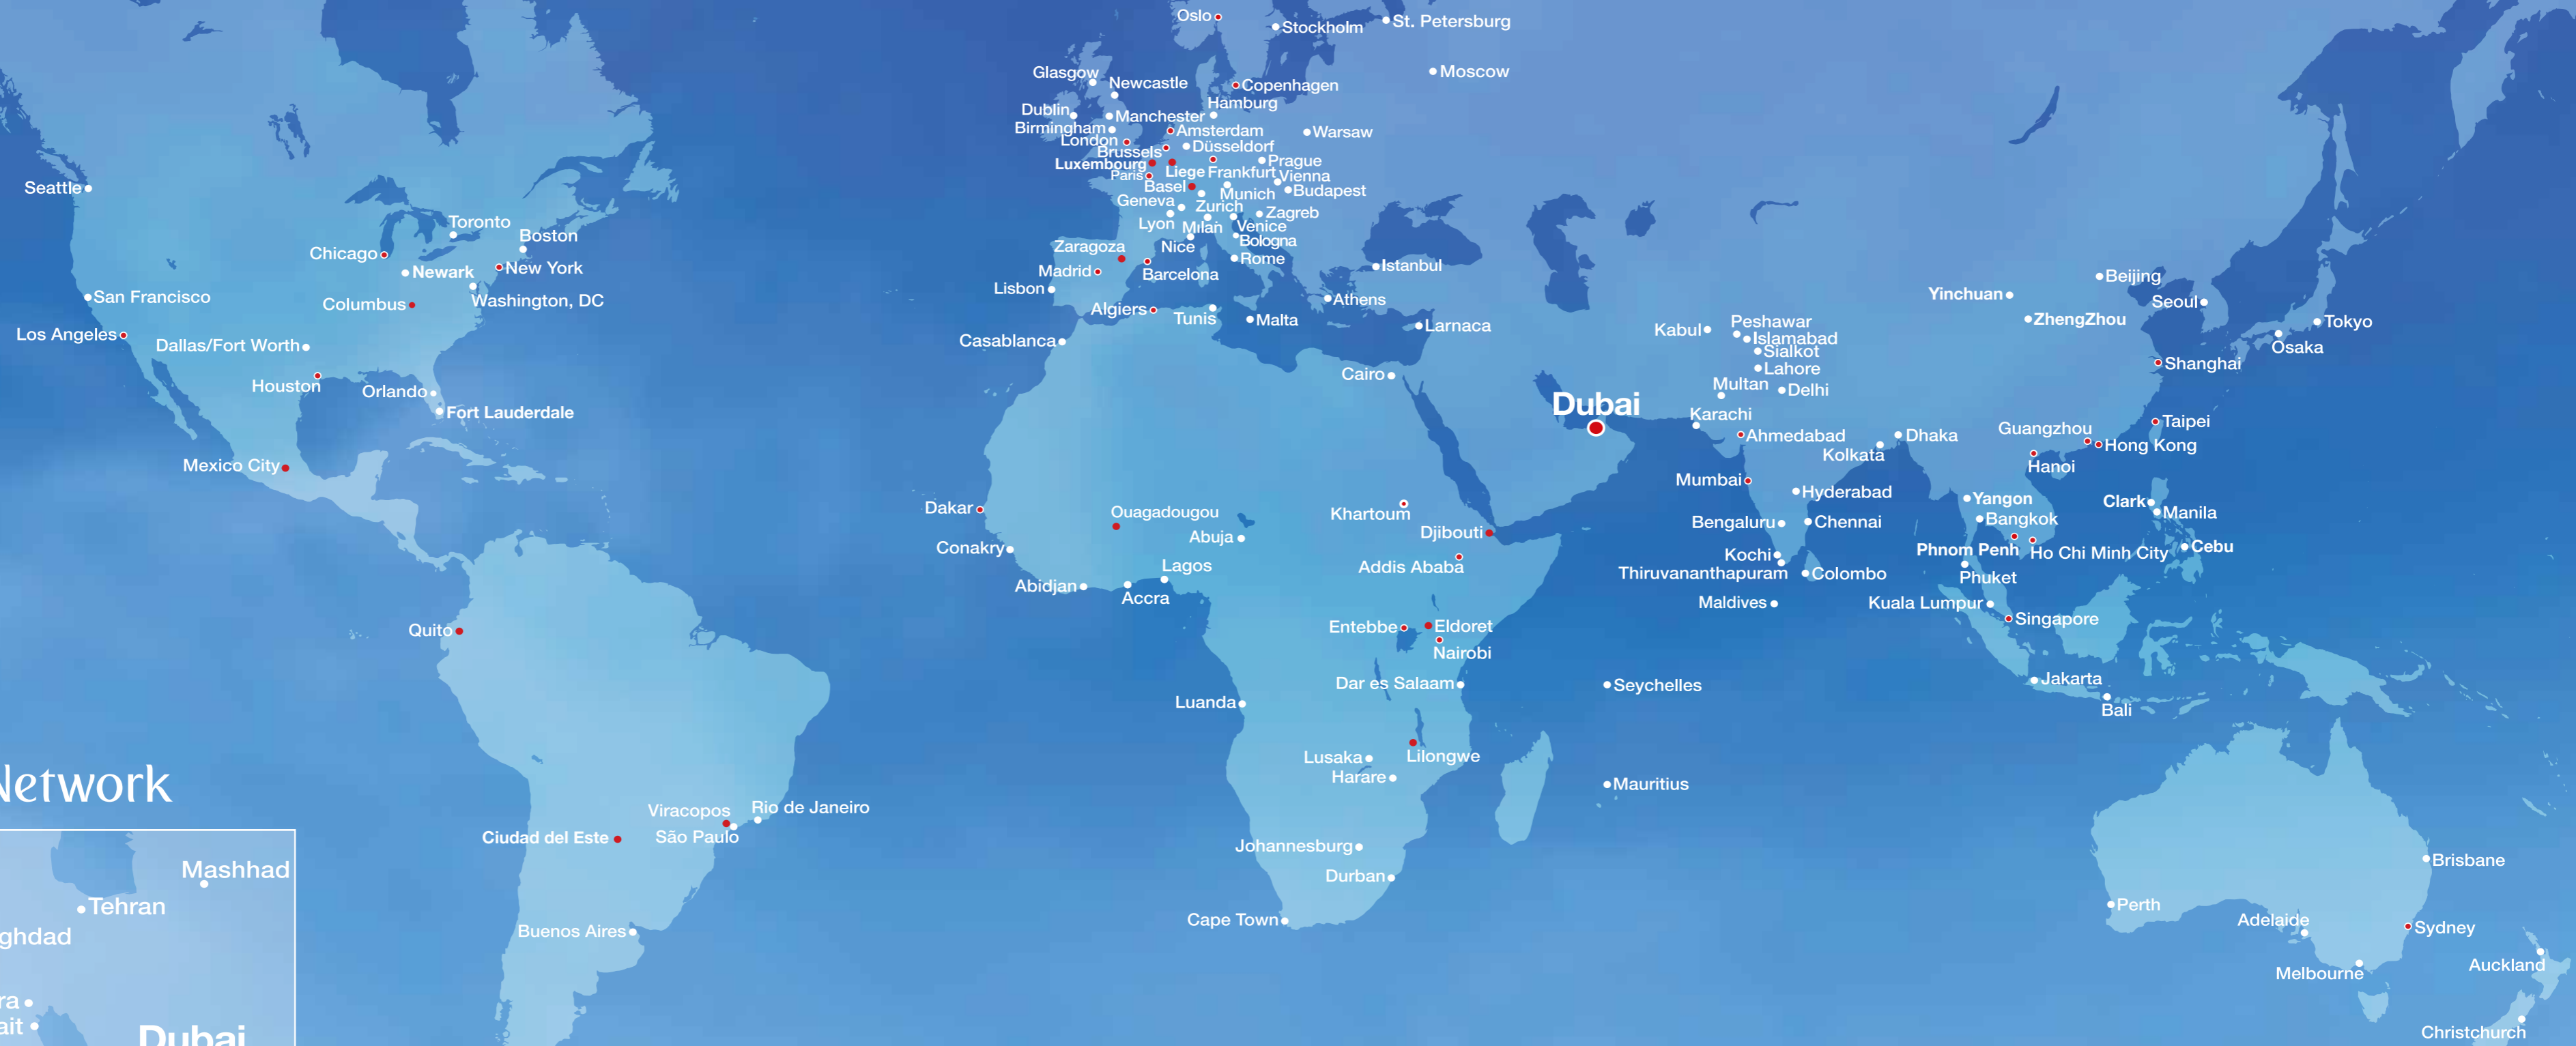 Oslo
Stockholm
St. Petersburg
Moscow
Glasgow
Newcastle
Copenhagen
Hamburg
Dublin
Manchester
Birmingham
Amsterdam
Warsaw
London
Brussels
Düsseldorf
Luxembourg
Prague
Paris
Liege
Frankfurt
Vienna
Basel
Munich
Budapest
Geneva
Zurich
Zagreb
Lyon
Milan
Venice
Nice
Bologna
Zaragoza
Rome
Madrid
Barcelona
Istanbul
Lisbon
Athens
Algiers
Tunis
Malta
Larnaca
Casablanca
Cairo
Seattle
Toronto
Boston
Chicago
Newark
New York
San Francisco
Columbus
Washington, DC
Los Angeles
Dallas/Fort Worth
Houston
Orlando
Fort Lauderdale
Mexico City
Beijing
Yinchuan
Seoul
ZhengZhou
Tokyo
Osaka
Shanghai
Kabul
Peshawar
Islamabad
Sialkot
Lahore
Multan
Delhi
Dubai
Karachi
Ahmedabad
Dhaka
Kolkata
Guangzhou
Taipei
Hong Kong
Hanoi
Mumbai
Hyderabad
Yangon
Clark
Manila
Bangkok
Bengaluru
Chennai
Kochi
Phnom Penh
Ho Chi Minh City
Cebu
Thiruvananthapuram
Colombo
Phuket
Maldives
Kuala Lumpur
Singapore
Dakar
Ouagadougou
Khartoum
Abuja
Djibouti
Conakry
Lagos
Addis Ababa
Abidjan
Accra
Quito
Entebbe
Eldoret
Nairobi
Dar es Salaam
Seychelles
Luanda
Jakarta
Bali
Lusaka
Lilongwe
Harare
Mauritius
Network
Viracopos
Rio de Janeiro
Ciudad del Este
São Paulo
Johannesburg
Durban
Cape Town
Buenos Aires
Brisbane
Perth
Adelaide
Sydney
Melbourne
Auckland
Christchurch
Mashhad
Tehran
ghdad
ra
ait
Dubai